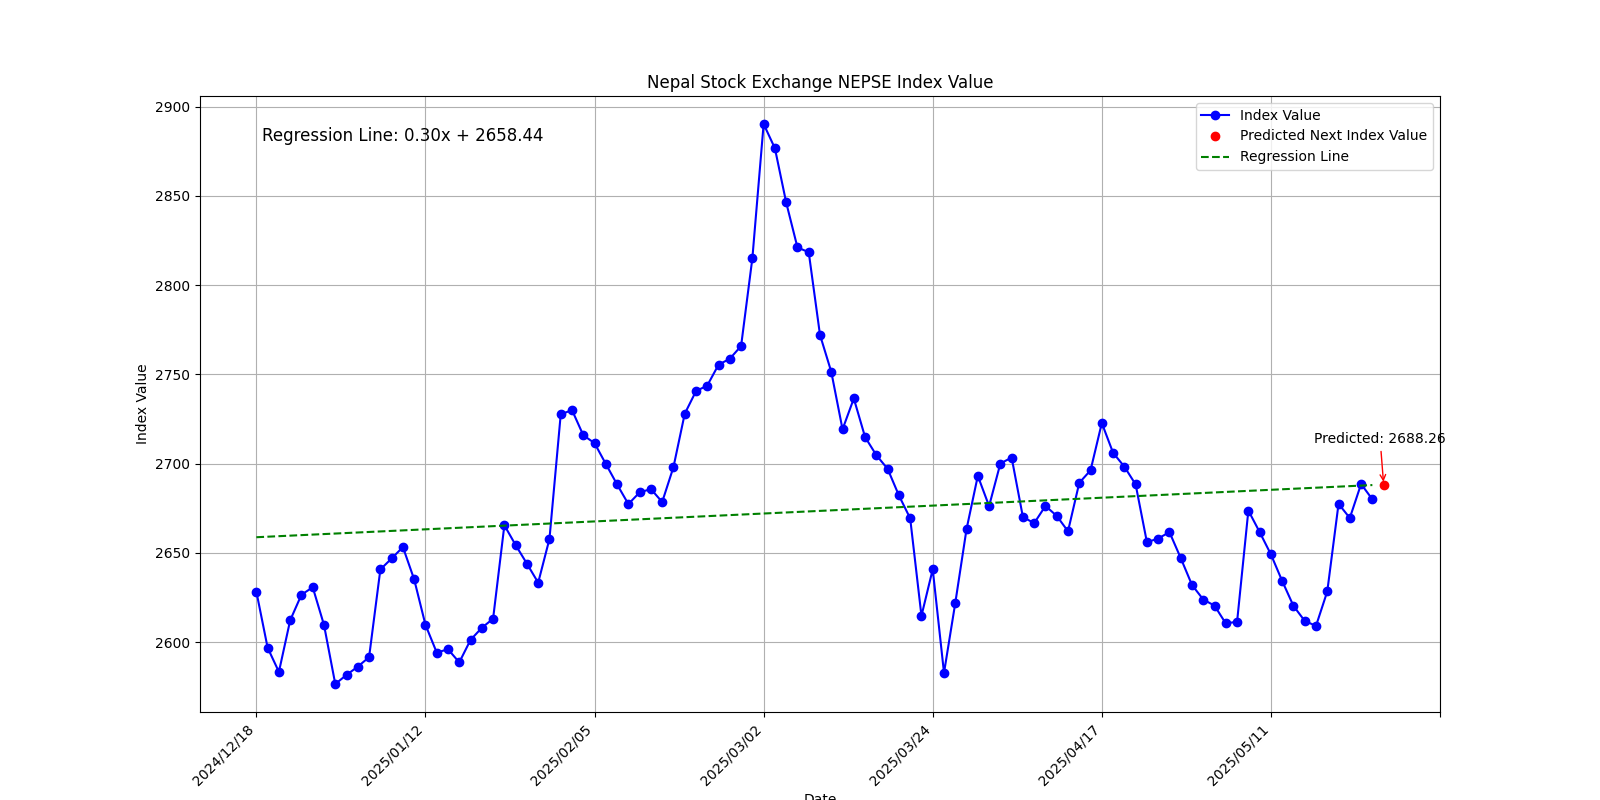 Nepal Stock Exchange NEPSE Index Value
2900
2850
2800
2750
2700
2650
2600
Index Value
Regression Line: 0.30x + 2658.44
Index Value
Predicted Next Index Value
Regression Line
Predicted: 2688.26
2024/12/18
2025/01/12
2025/02/05
2025/03/02
2025/03/24
2025/04/17
2025/05/11
Date